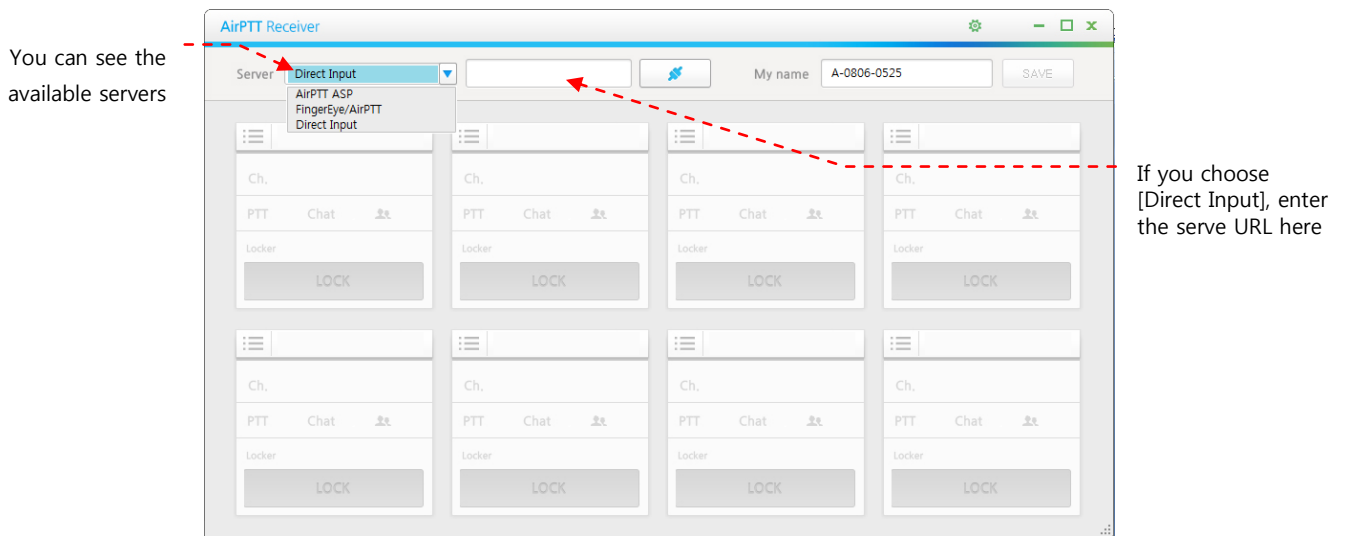 AirPTT Receiver
You can see the
available servers
Server Direct Input My name A-0806-0525 SAVE
AirPTT ASP
FingerEye/AirPTT
Direct Input
If you choose
[Direct Input], enter
the serve URL here
Ch. Ch. Ch. Ch.
PTT Chat PTT Chat PTT Chat PTT Chat
Locker Locker Locker Locker
LOCK LOCK LOCK LOCK
Ch. Ch. Ch. Ch.
PTT Chat PTT Chat PTT Chat PTT Chat
Locker Locker Locker Locker
LOCK LOCK LOCK LOCK